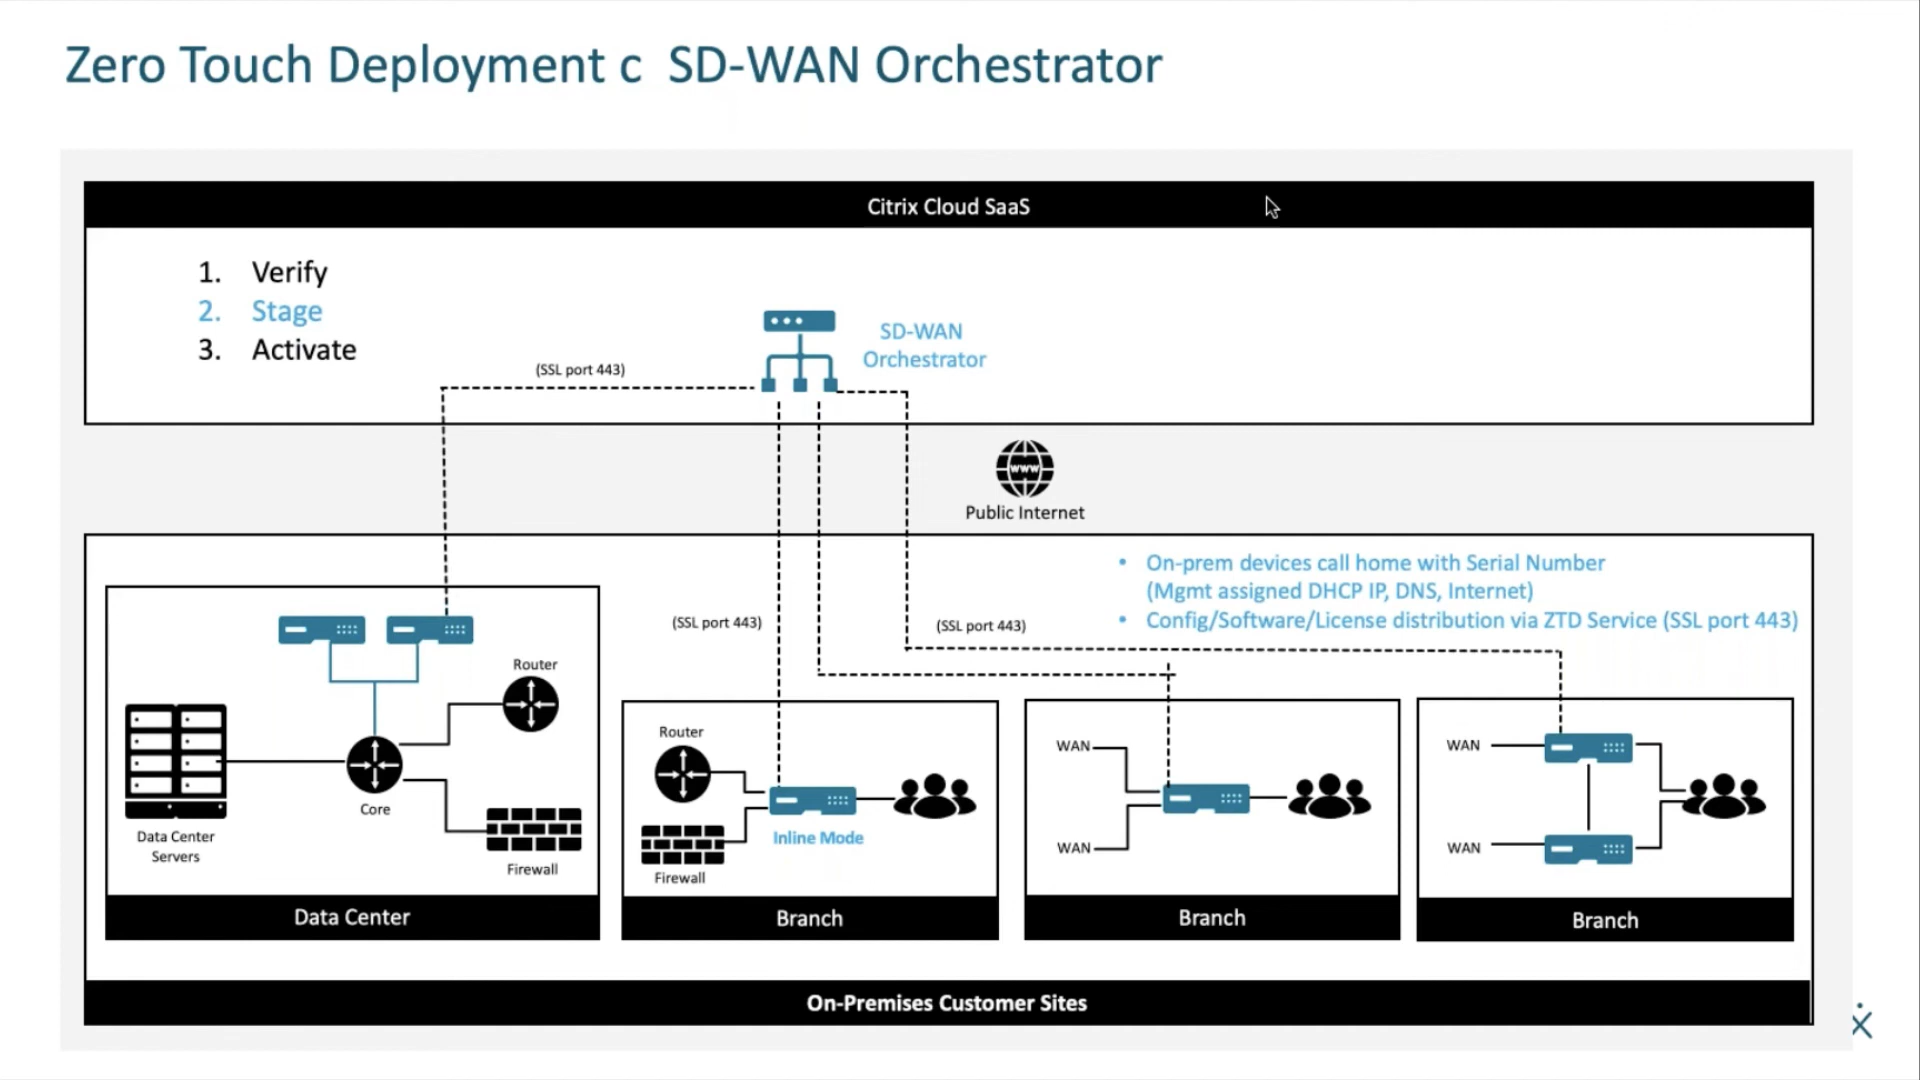 Zero Touch Deployment с SD-WAN Orchestrator
Citrix Cloud SaaS
1. Verify
2. Stage
3. Activate
SD-WAN
Orchestrator
(SSL port 443)
www
Public Internet
• On-prem devices call home with Serial Number
(Mgmt assigned DHCP IP, DNS, Internet)
• Config/Software/License distribution via ZTD Service (SSL port 443)
(SSL port 443)
(SSL port 443)
Router
Core
Data Center
Servers
Firewall
Data Center
Router
Inline Mode
Firewall
Branch
WAN
WAN
Branch
WAN
WAN
Branch
On-Premises Customer Sites